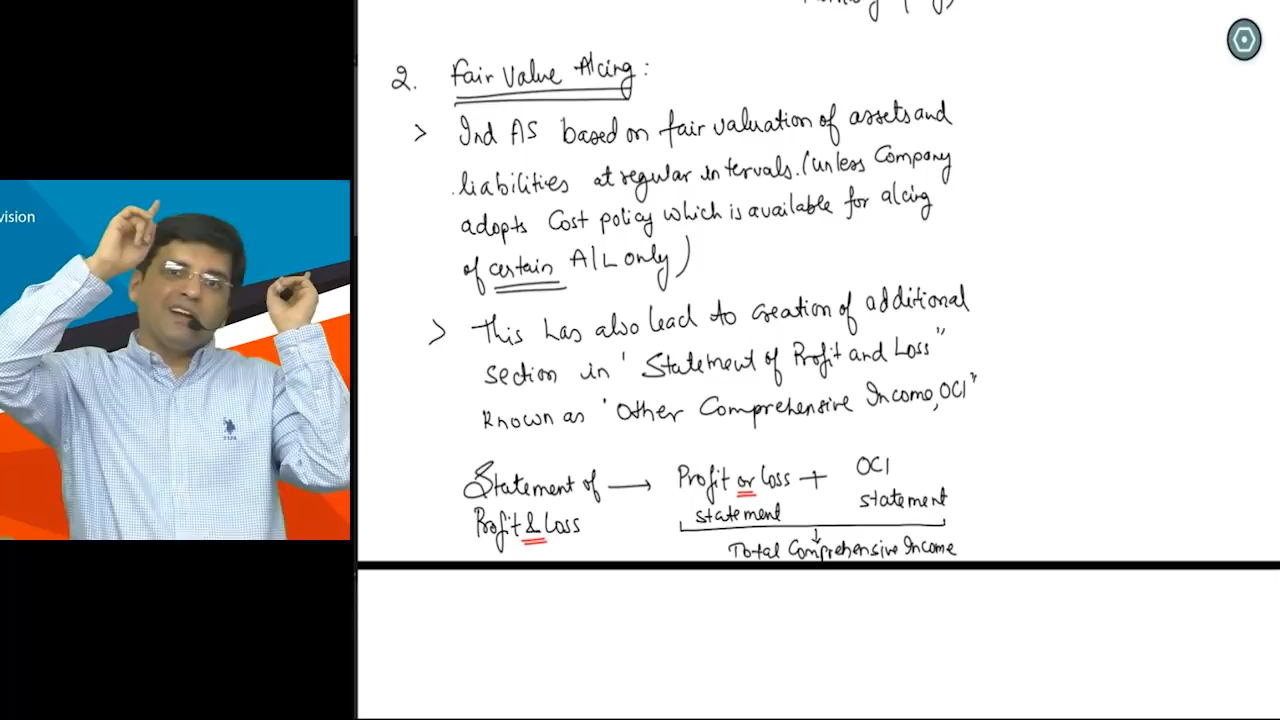 2. Fair Value A/cing:
> Ind AS based on fair valuation of assets and
liabilities at regular intervals. (unless Company
adopts Cost policy which is available for a/cing
of certain A/L only)
> This has also lead to creation of additional
section in 'Statement of Profit and Loss"
known as 'Other Comprehensive Income, OCI"
Statement of → Profit or loss + OCI
Profit & Loss statement statement
Total Comprehensive Income
vision